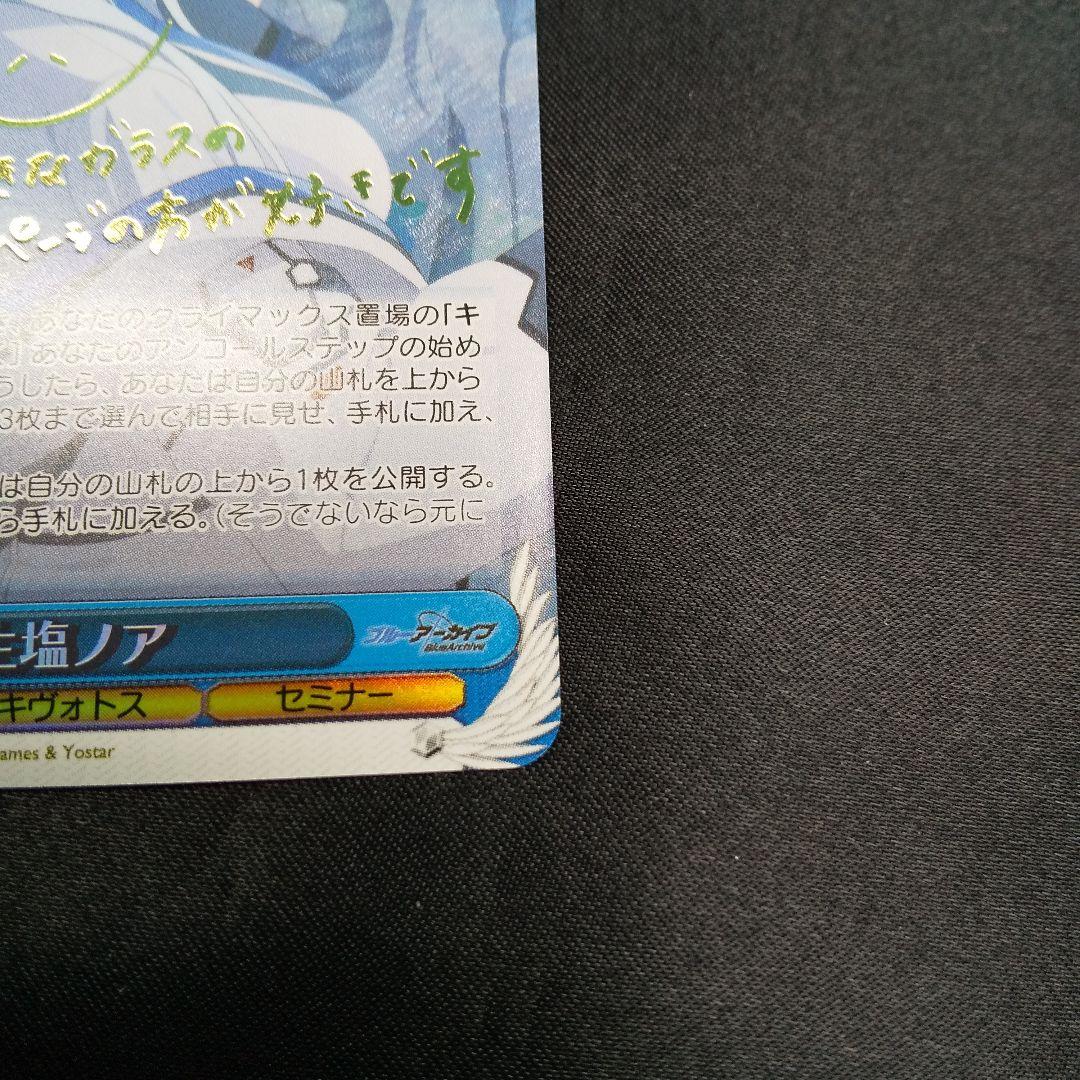 きなガラスの
ページの方が好きです
あなたのクライマックス置場の「キ
」あなたのアンコールステップの始め
うしたら、あなたは自分の山札を上から
3枚まで選んで相手に見せ、手札に加え、
は自分の山札の上から1枚を公開する。
ら手札に加える。(そうでないなら元に
生塩ノア
ブルーアーカイブ
BlueArchive
キヴォトス
セミナー
ames & Yostar